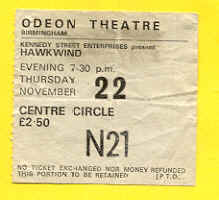 ODEON THEATRE
BIRMINGHAM
KENNEDY STREET ENTERPRISES present
HAWKWIND
EVENING 7-30 p.m.
THURSDAY
NOVEMBER 22
CENTRE CIRCLE
£2·50
N21
NO TICKET EXCHANGED NOR MONEY REFUNDED
THIS PORTION TO BE RETAINED [P.T.O.